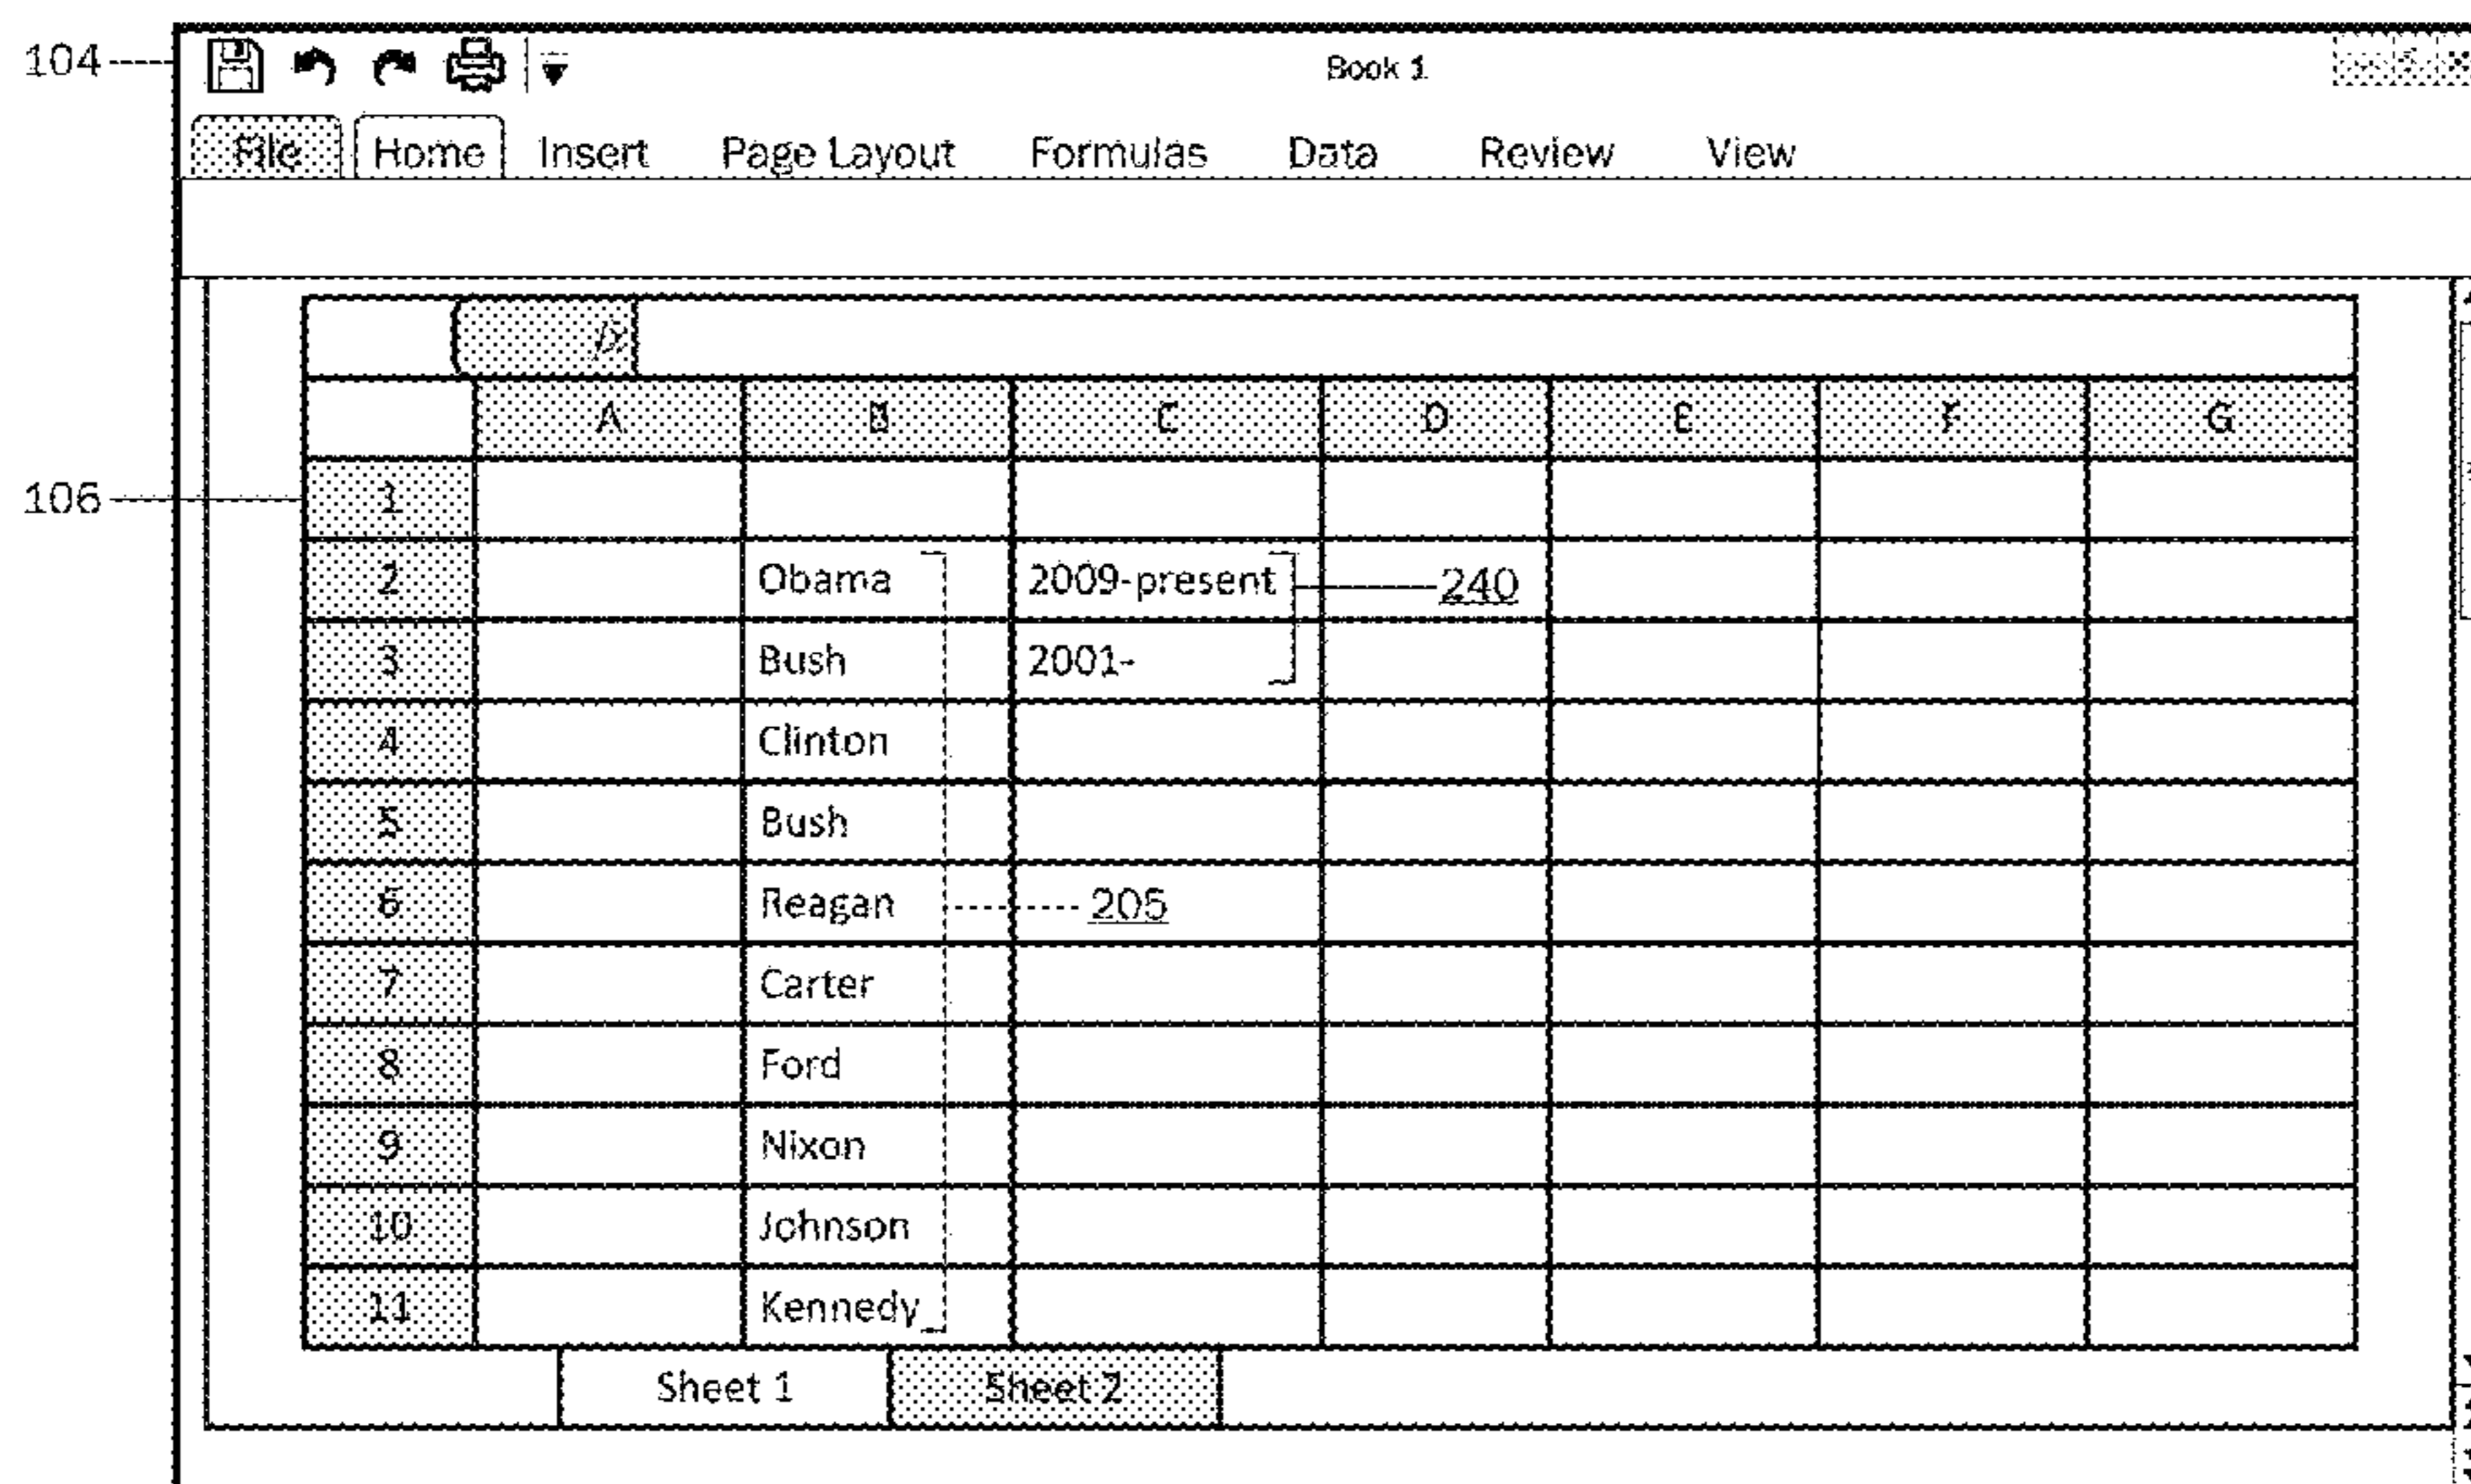 104
Book 1
File Home Insert Page Layout Formulas Data Review View
fx
A B C D E F G
106
1
2 Obama 2009-present 240
3 Bush 2001-
4 Clinton
5 Bush
6 Reagan 205
7 Carter
8 Ford
9 Nixon
10 Johnson
11 Kennedy
Sheet 1 Sheet 2